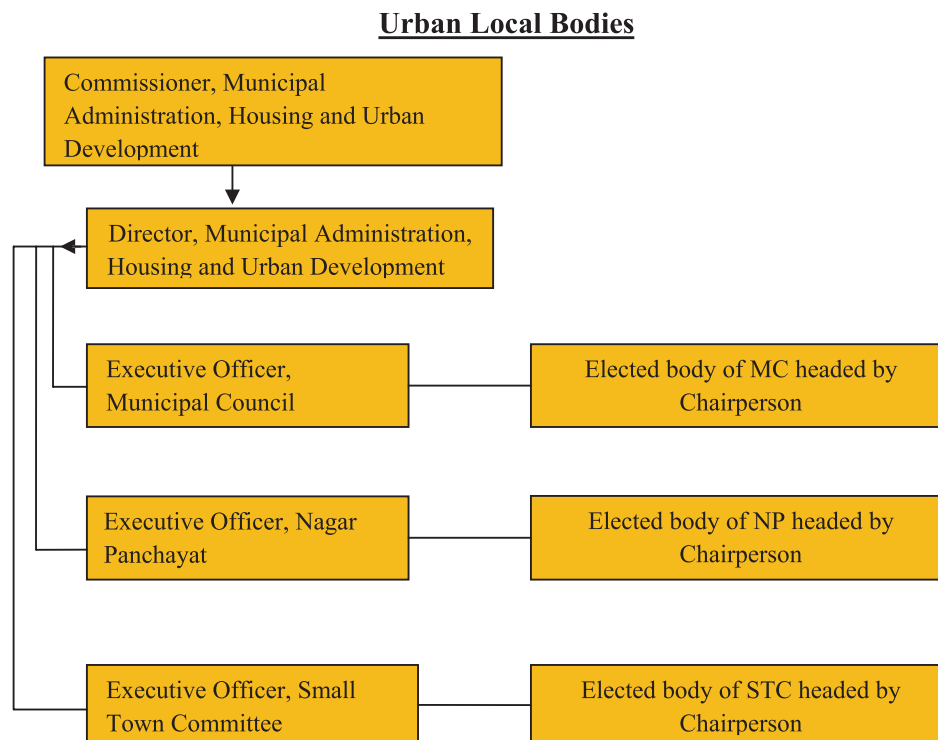 Urban Local Bodies
Commissioner, Municipal
Administration, Housing and Urban
Development
Director, Municipal Administration,
Housing and Urban Development
Executive Officer,
Municipal Council
Elected body of MC headed by
Chairperson
Executive Officer, Nagar
Panchayat
Elected body of NP headed by
Chairperson
Executive Officer, Small
Town Committee
Elected body of STC headed by
Chairperson